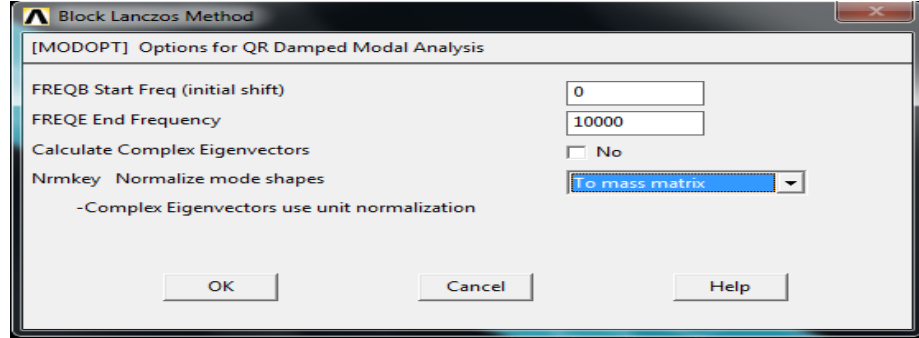 Block Lanczos Method
[MODOPT] Options for QR Damped Modal Analysis
FREQB Start Freq (initial shift) 0
FREQE End Frequency 10000
Calculate Complex Eigenvectors No
Nrmkey Normalize mode shapes To mass matrix
-Complex Eigenvectors use unit normalization
OK Cancel Help